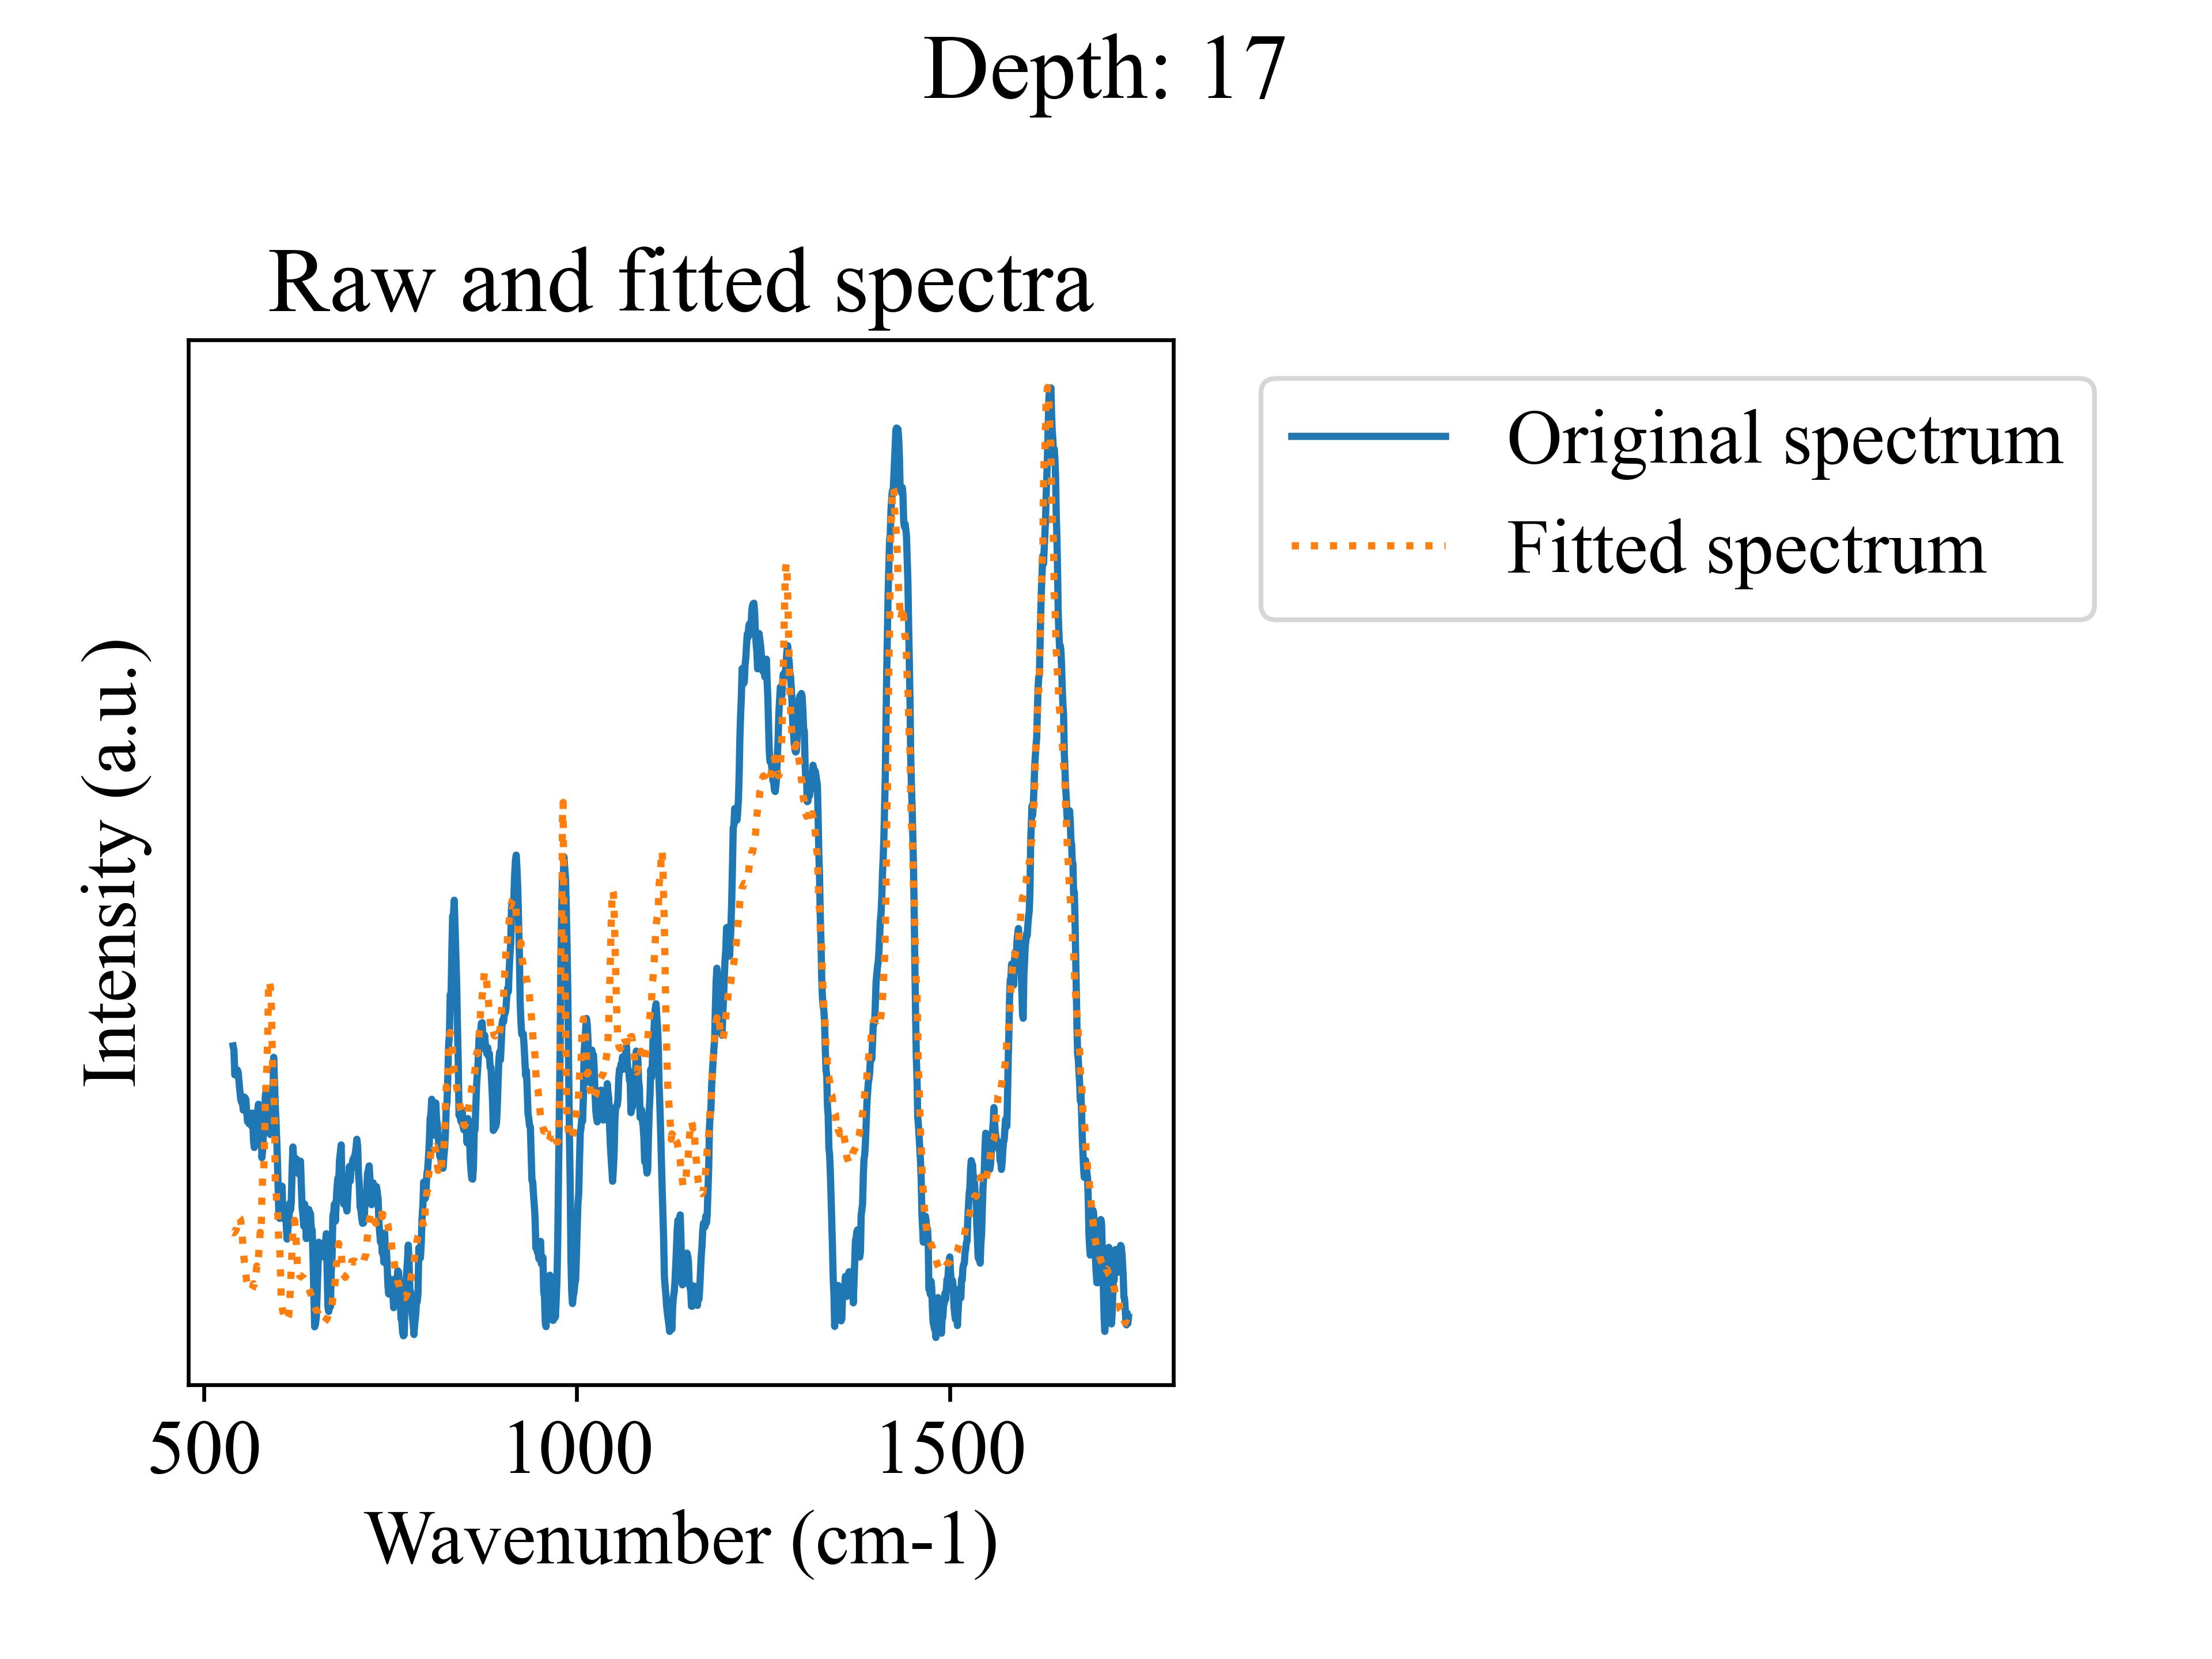 Depth: 17
Raw and fitted spectra
Original spectrum
Fitted spectrum
Intensity (a.u.)
500 1000 1500
Wavenumber (cm-1)